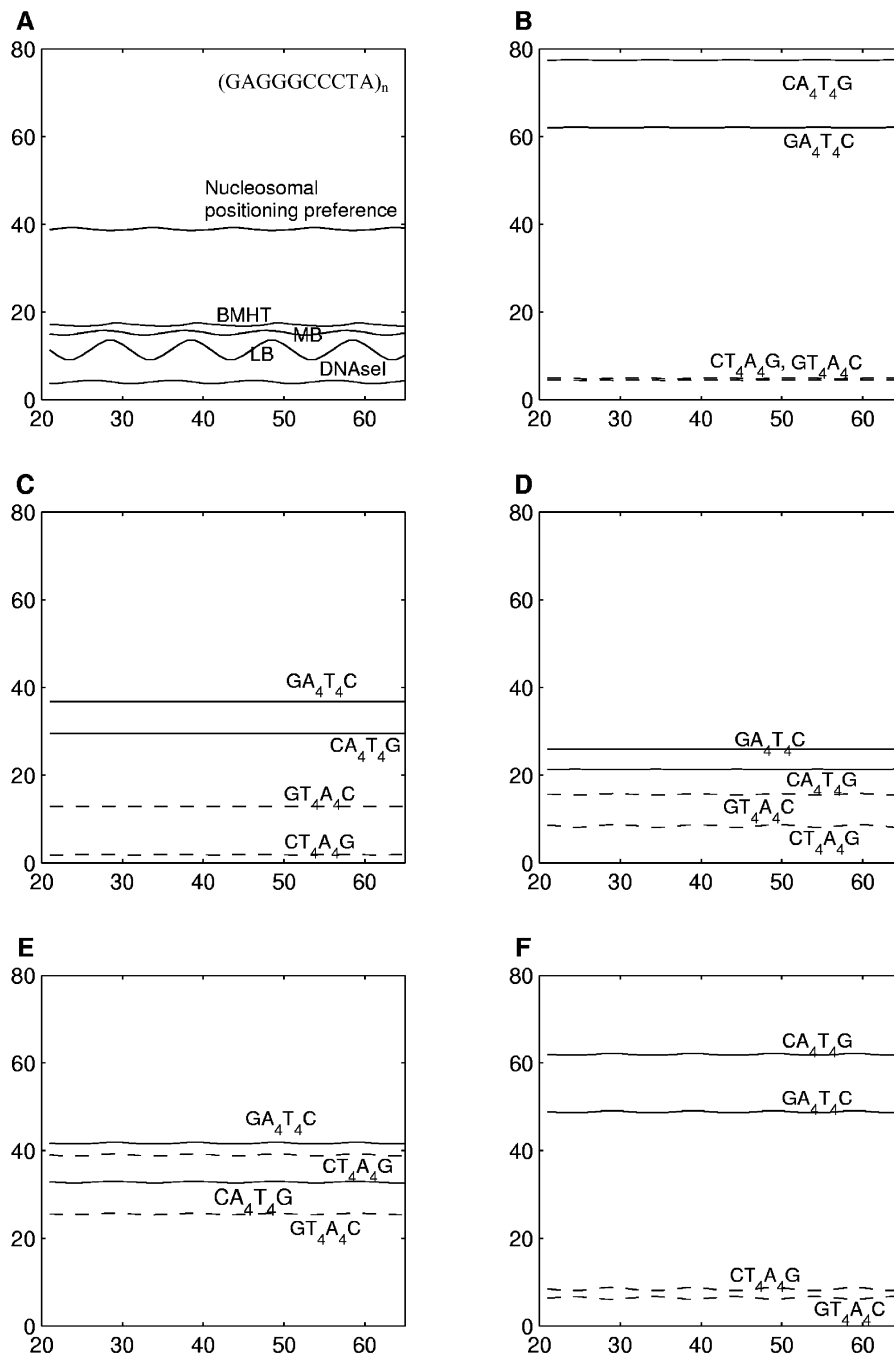 A
80
60
40
20
0
20 30 40 50 60
(GAGGGCCCTA)n
Nucleosomal
positioning preference
BMHT
MB
LB
DNAseI
B
80
60
40
20
0
20 30 40 50 60
CA4T4G
GA4T4C
CT4A4G, GT4A4C
C
80
60
40
20
0
20 30 40 50 60
GA4T4C
CA4T4G
GT4A4C
CT4A4G
D
80
60
40
20
0
20 30 40 50 60
GA4T4C
CA4T4G
GT4A4C
CT4A4G
E
80
60
40
20
0
20 30 40 50 60
GA4T4C
CT4A4G
CA4T4G
GT4A4C
F
80
60
40
20
0
20 30 40 50 60
CA4T4G
GA4T4C
CT4A4G
GT4A4C